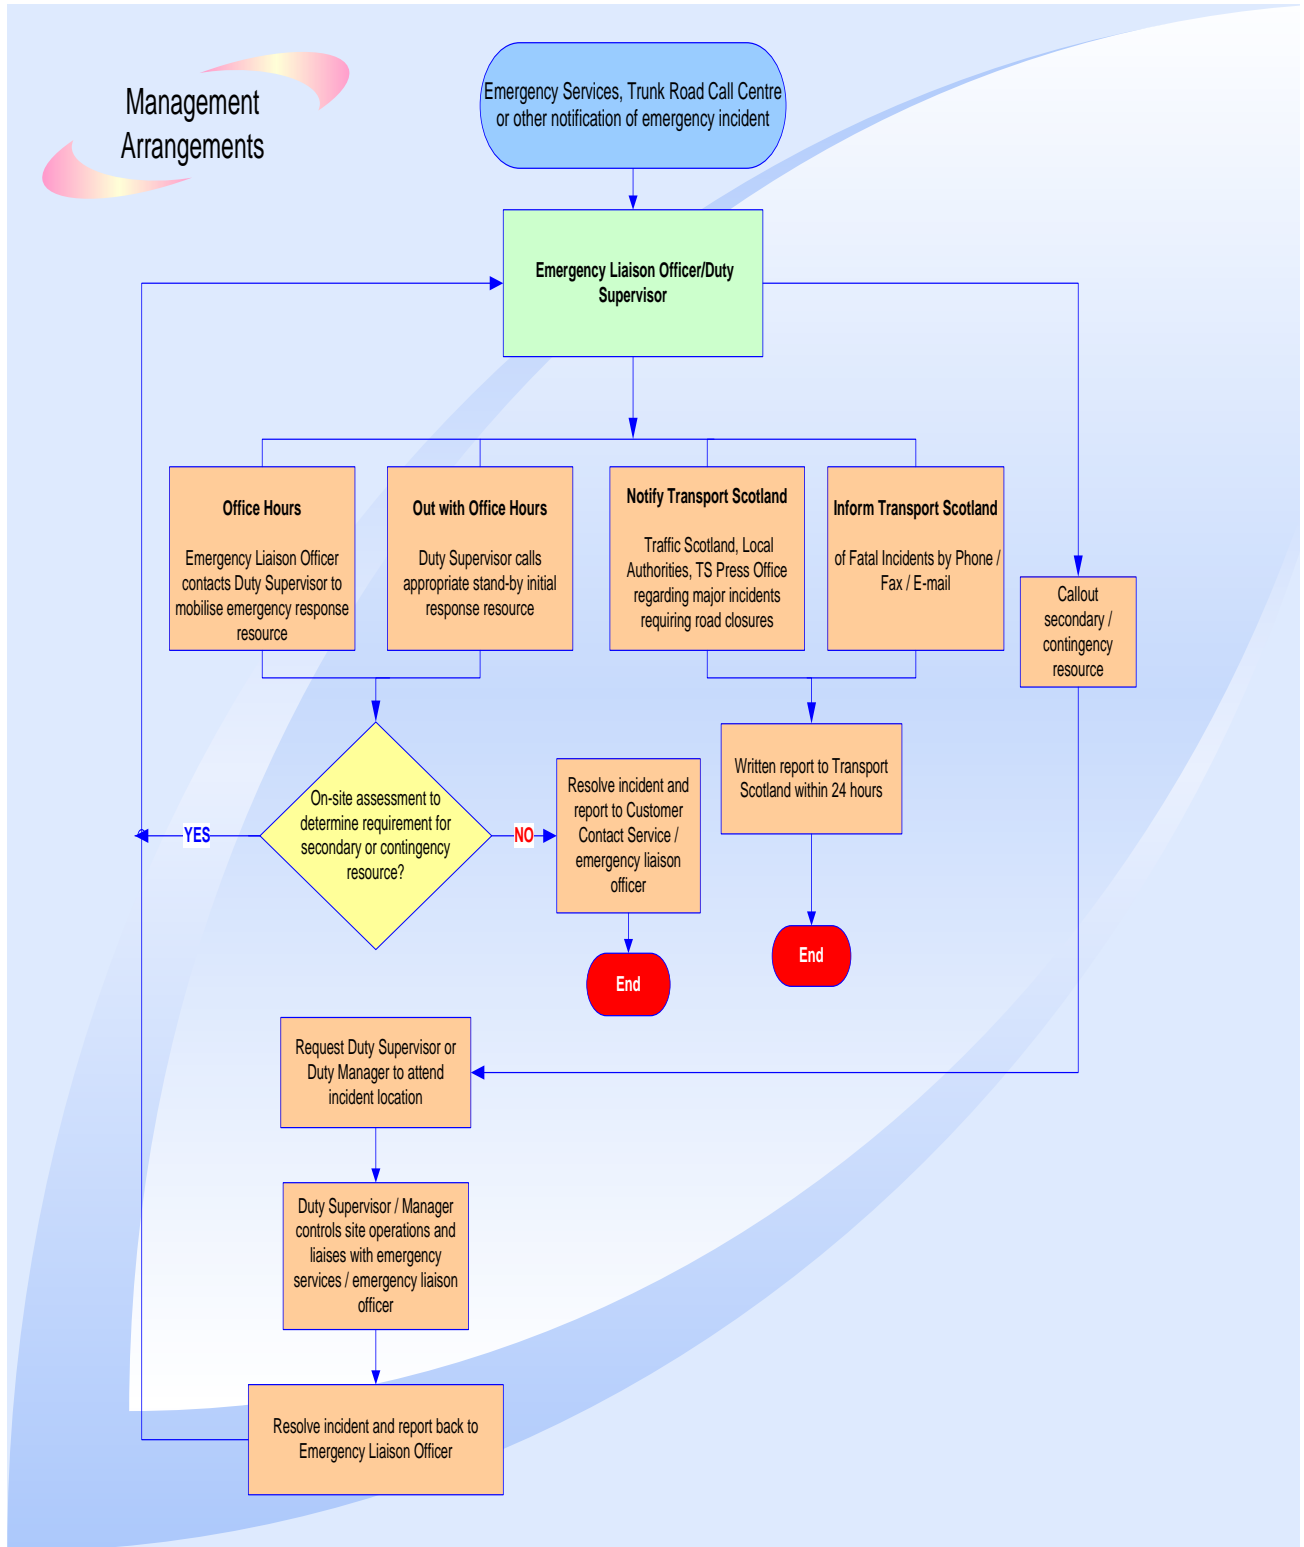 Management
Arrangements
Emergency Services, Trunk Road Call Centre
or other notification of emergency incident
Emergency Liaison Officer/Duty
Supervisor
Office Hours
Emergency Liaison Officer
contacts Duty Supervisor to
mobilise emergency response
resource
Out with Office Hours
Duty Supervisor calls
appropriate stand-by initial
response resource
Notify Transport Scotland
Traffic Scotland, Local
Authorities, TS Press Office
regarding major incidents
requiring road closures
Inform Transport Scotland
of Fatal Incidents by Phone /
Fax / E-mail
Callout
secondary /
contingency
resource
On-site assessment to
determine requirement for
secondary or contingency
resource?
YES
NO
Resolve incident and
report to Customer
Contact Service /
emergency liaison
officer
Written report to Transport
Scotland within 24 hours
End
End
Request Duty Supervisor or
Duty Manager to attend
incident location
Duty Supervisor / Manager
controls site operations and
liaises with emergency
services / emergency liaison
officer
Resolve incident and report back to
Emergency Liaison Officer